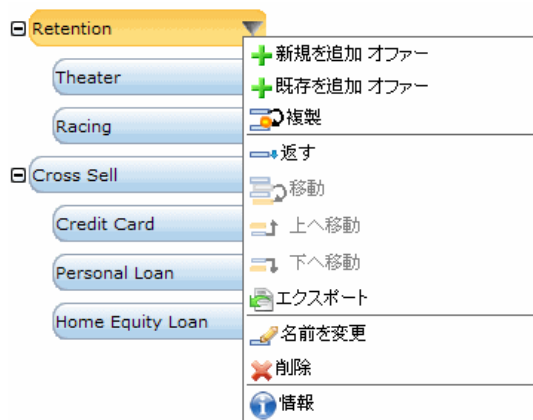 Retention
Theater
Racing
Cross Sell
Credit Card
Personal Loan
Home Equity Loan
新規を追加 オファー
既存を追加 オファー
複製
返す
移動
上へ移動
下へ移動
エクスポート
名前を変更
削除
情報